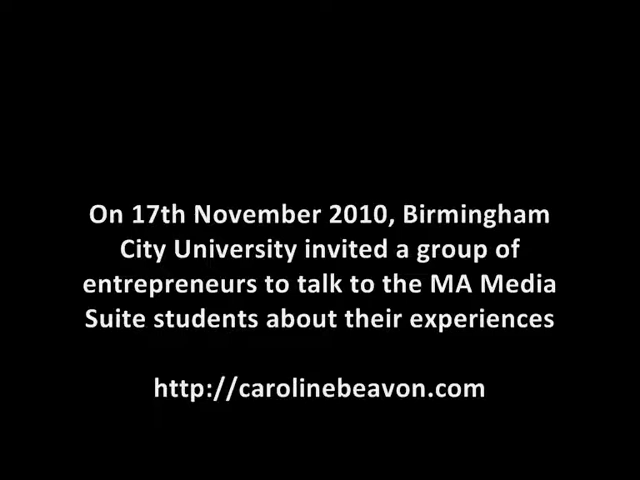 On 17th November 2010, Birmingham
City University invited a group of
entrepreneurs to talk to the MA Media
Suite students about their experiences
http://carolinebeavon.com